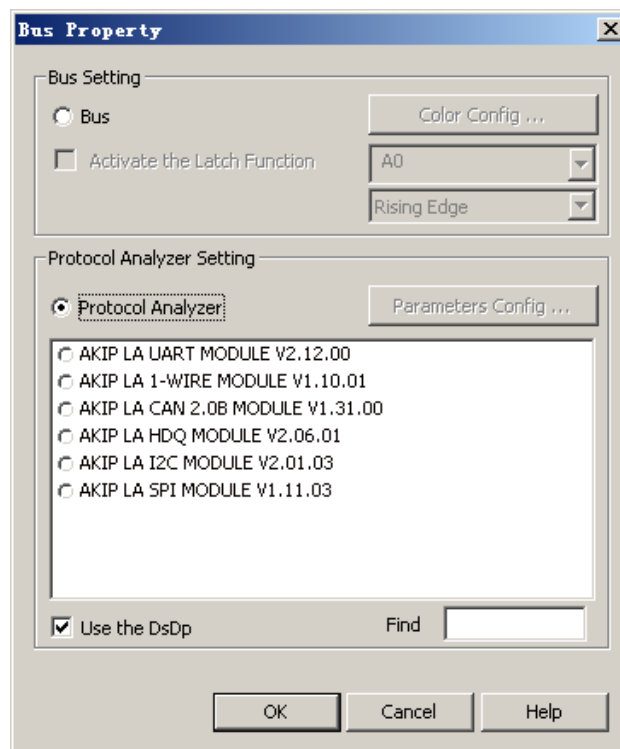 Bus Property
Bus Setting
Bus
Color Config ...
Activate the Latch Function
A0
Rising Edge
Protocol Analyzer Setting
Protocol Analyzer
Parameters Config ...
AKIP LA UART MODULE V2.12.00
AKIP LA 1-WIRE MODULE V1.10.01
AKIP LA CAN 2.0B MODULE V1.31.00
AKIP LA HDQ MODULE V2.06.01
AKIP LA I2C MODULE V2.01.03
AKIP LA SPI MODULE V1.11.03
Use the DsDp
Find
OK
Cancel
Help